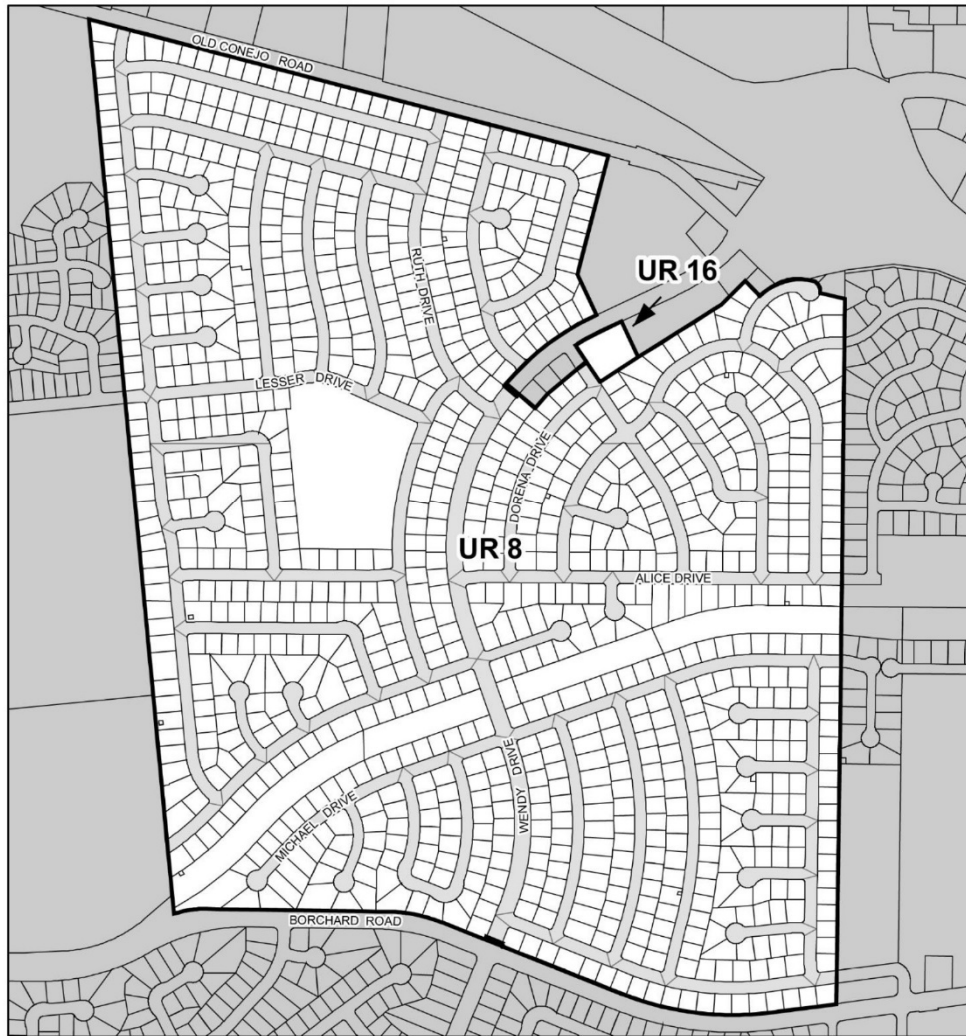 OLD CONEJO ROAD
UR 16
RUTH DRIVE
LESSER DRIVE
DORENA DRIVE
UR 8
ALICE DRIVE
WENDY DRIVE
MICHAEL DRIVE
BORCHARD ROAD